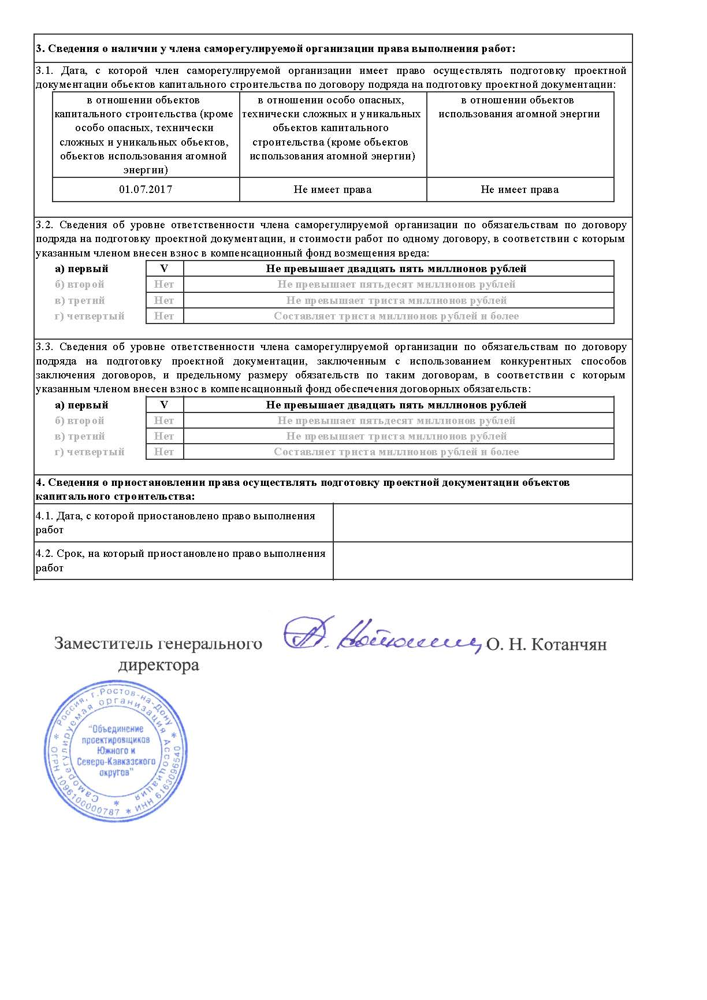 3. Сведения о наличии у члена саморегулируемой организации права выполнения работ:
3.1. Дата, с которой член саморегулируемой организации имеет право осуществлять подготовку проектной
документации объектов капитального строительства по договору подряда на подготовку проектной документации:
в отношении объектов
капитального строительства (кроме
особо опасных, технически
сложных и уникальных объектов,
объектов использования атомной
энергии)
в отношении особо опасных,
технически сложных и уникальных
объектов капитального
строительства (кроме объектов
использования атомной энергии)
в отношении объектов
использования атомной энергии
01.07.2017 Не имеет права Не имеет права
3.2. Сведения об уровне ответственности члена саморегулируемой организации по обязательствам по договору
подряда на подготовку проектной документации, и стоимости работ по одному договору, в соответствии с которым
указанным членом внесен взнос в компенсационный фонд возмещения вреда:
а) первый V Не превышает двадцать пять миллионов рублей
б) второй Нет Не превышает пятьдесят миллионов рублей
в) третий Нет Не превышает триста миллионов рублей
г) четвертый Нет Составляет триста миллионов рублей и более
3.3. Сведения об уровне ответственности члена саморегулируемой организации по обязательствам по договору
подряда на подготовку проектной документации, заключенным с использованием конкурентных способов
заключения договоров, и предельному размеру обязательств по таким договорам, в соответствии с которым
указанным членом внесен взнос в компенсационный фонд обеспечения договорных обязательств:
а) первый V Не превышает двадцать пять миллионов рублей
б) второй Нет Не превышает пятьдесят миллионов рублей
в) третий Нет Не превышает триста миллионов рублей
г) четвертый Нет Составляет триста миллионов рублей и более
4. Сведения о приостановлении права осуществлять подготовку проектной документации объектов
капитального строительства:
4.1. Дата, с которой приостановлено право выполнения
работ
4.2. Срок, на который приостановлено право выполнения
работ
Заместитель генерального
директора
О. Н. Котанчян
Россия, г.Ростов-на-Дону * ИНН 6163096540 * ОГРН 1096100000787 *
Саморегулируемая организация Ассоциация *
"Объединение
проектировщиков
Южного и
Северо-Кавказского
округов"